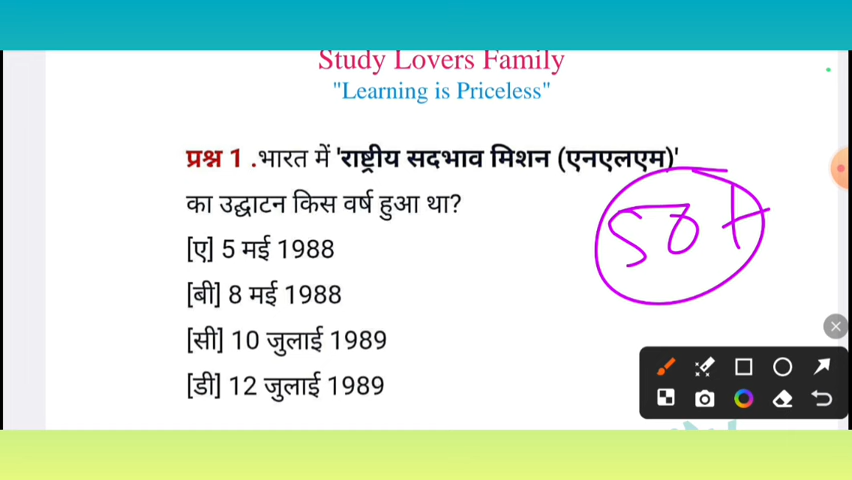 Study Lovers Family
"Learning is Priceless"
प्रश्न 1 .भारत में 'राष्ट्रीय सदभाव मिशन (एनएलएम)'
का उद्घाटन किस वर्ष हुआ था?
50+
[ए] 5 मई 1988
[बी] 8 मई 1988
[सी] 10 जुलाई 1989
[डी] 12 जुलाई 1989